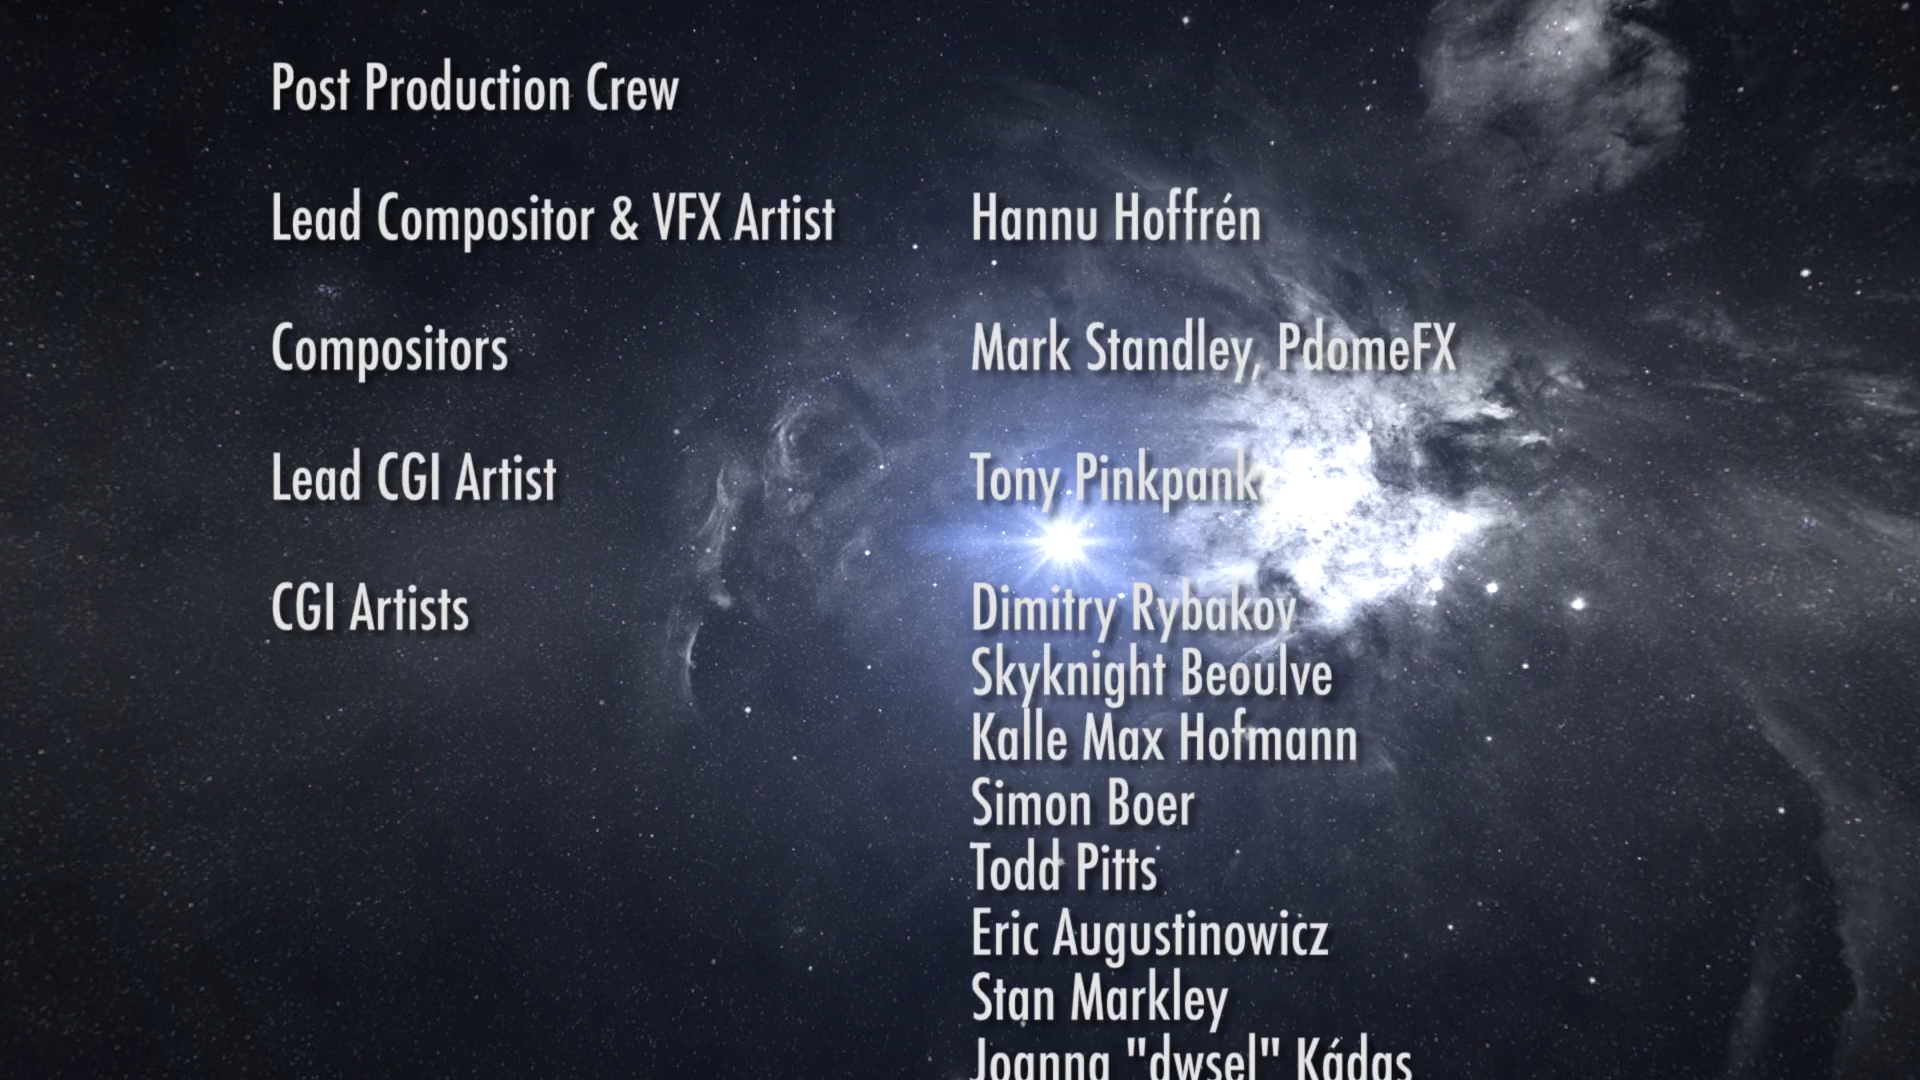 Post Production Crew
Lead Compositor & VFX Artist Hannu Hoffrén
Compositors Mark Standley, PdomeFX
Lead CGI Artist Tony Pinkpank
CGI Artists Dimitry Rybakov
Skyknight Beoulve
Kalle Max Hofmann
Simon Boer
Todd Pitts
Eric Augustinowicz
Stan Markley
Joanna "dwsel" Kádas